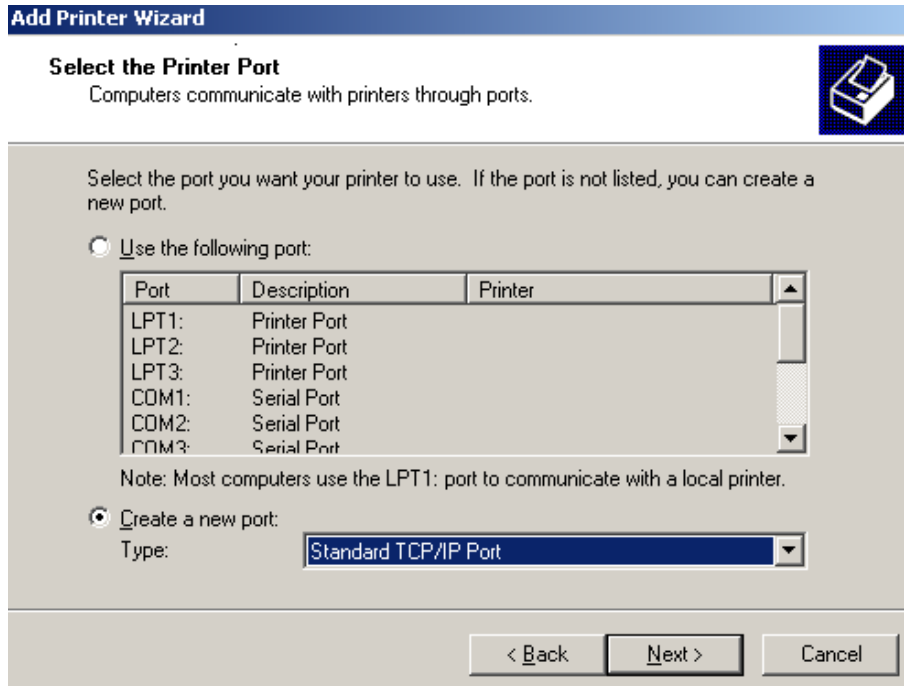 Add Printer Wizard
Select the Printer Port
Computers communicate with printers through ports.
Select the port you want your printer to use. If the port is not listed, you can create a
new port.
Use the following port:
Port Description Printer
LPT1: Printer Port
LPT2: Printer Port
LPT3: Printer Port
COM1: Serial Port
COM2: Serial Port
COM3: Serial Port
Note: Most computers use the LPT1: port to communicate with a local printer.
Create a new port:
Type: Standard TCP/IP Port
< Back Next > Cancel